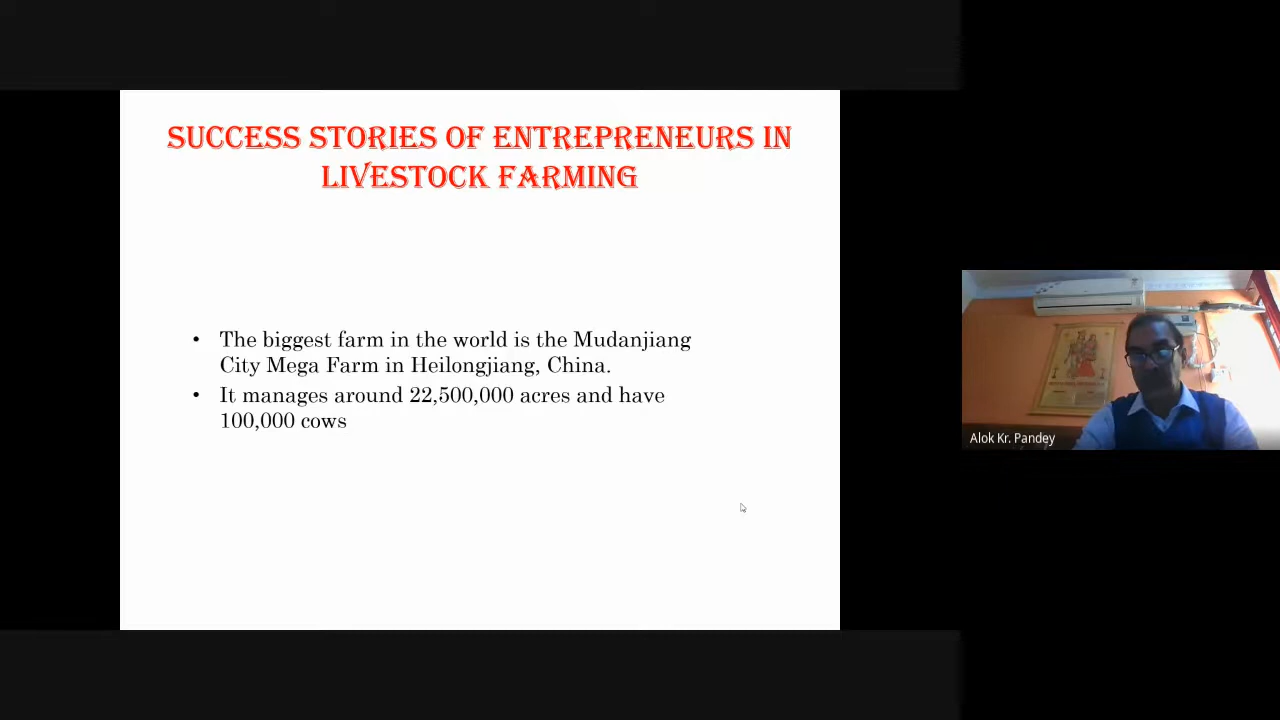 SUCCESS STORIES OF ENTREPRENEURS IN
LIVESTOCK FARMING
• The biggest farm in the world is the Mudanjiang
City Mega Farm in Heilongjiang, China.
• It manages around 22,500,000 acres and have
100,000 cows
Alok Kr. Pandey